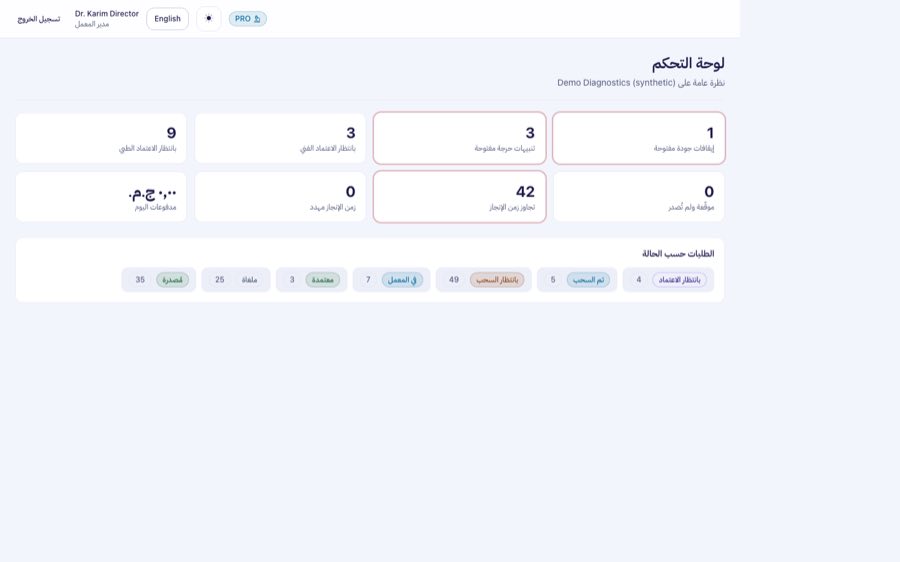 PRO
English
Dr. Karim Director
مدير المعمل
تسجيل الخروج
لوحة التحكم
نظرة عامة على Demo Diagnostics (synthetic)
1
إيقافات جودة مفتوحة
3
تنبيهات حرجة مفتوحة
3
بانتظار الاعتماد الفني
9
بانتظار الاعتماد الطبي
0
موقّعة ولم تُصدر
42
تجاوز زمن الإنجاز
0
زمن الإنجاز مهدد
٠٫٠٠ ج.م.
مدفوعات اليوم
الطلبات حسب الحالة
بانتظار الاعتماد 4
تم السحب 5
بانتظار السحب 49
في المعمل 7
معتمدة 3
ملغاة 25
مُصدرة 35